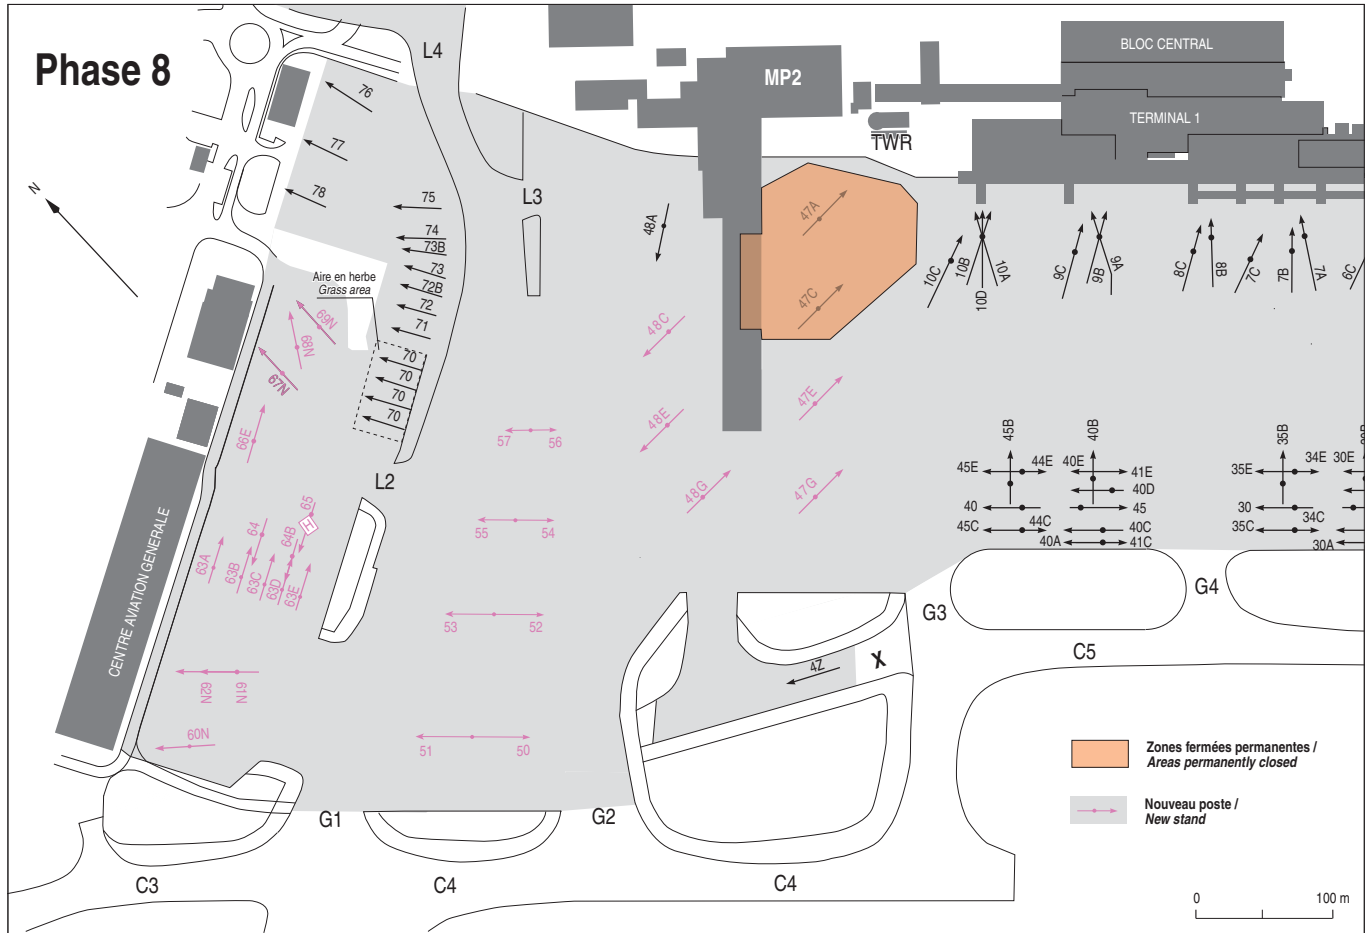 Phase 8
L4
MP2
BLOC CENTRAL
TERMINAL 1
TWR
76
77
78
75
74
73B
73
72B
72
71
70
70
70
70
L3
N
Aire en herbe
Grass area
48A
47A
47C
10C
10B
10D
10A
9C
9B
9A
8C
8B
7C
7B
7A
6C
69N
68N
67N
66E
48C
48E
47E
48G
47G
57
56
55
54
53
52
51
50
L2
65
H
64
64B
63A
63B
63C
63D
63E
62N
61N
60N
CENTRE AVIATION GENERALE
45B
40B
35B
45E
44E
40E
41E
40D
40
45
45C
44C
40C
40A
41C
35E
34E
30E
30
34C
35C
30A
G3
G4
C5
4Z
X
G1
G2
C3
C4
C4
Zones fermées permanentes /
Areas permanently closed
Nouveau poste /
New stand
0
100 m